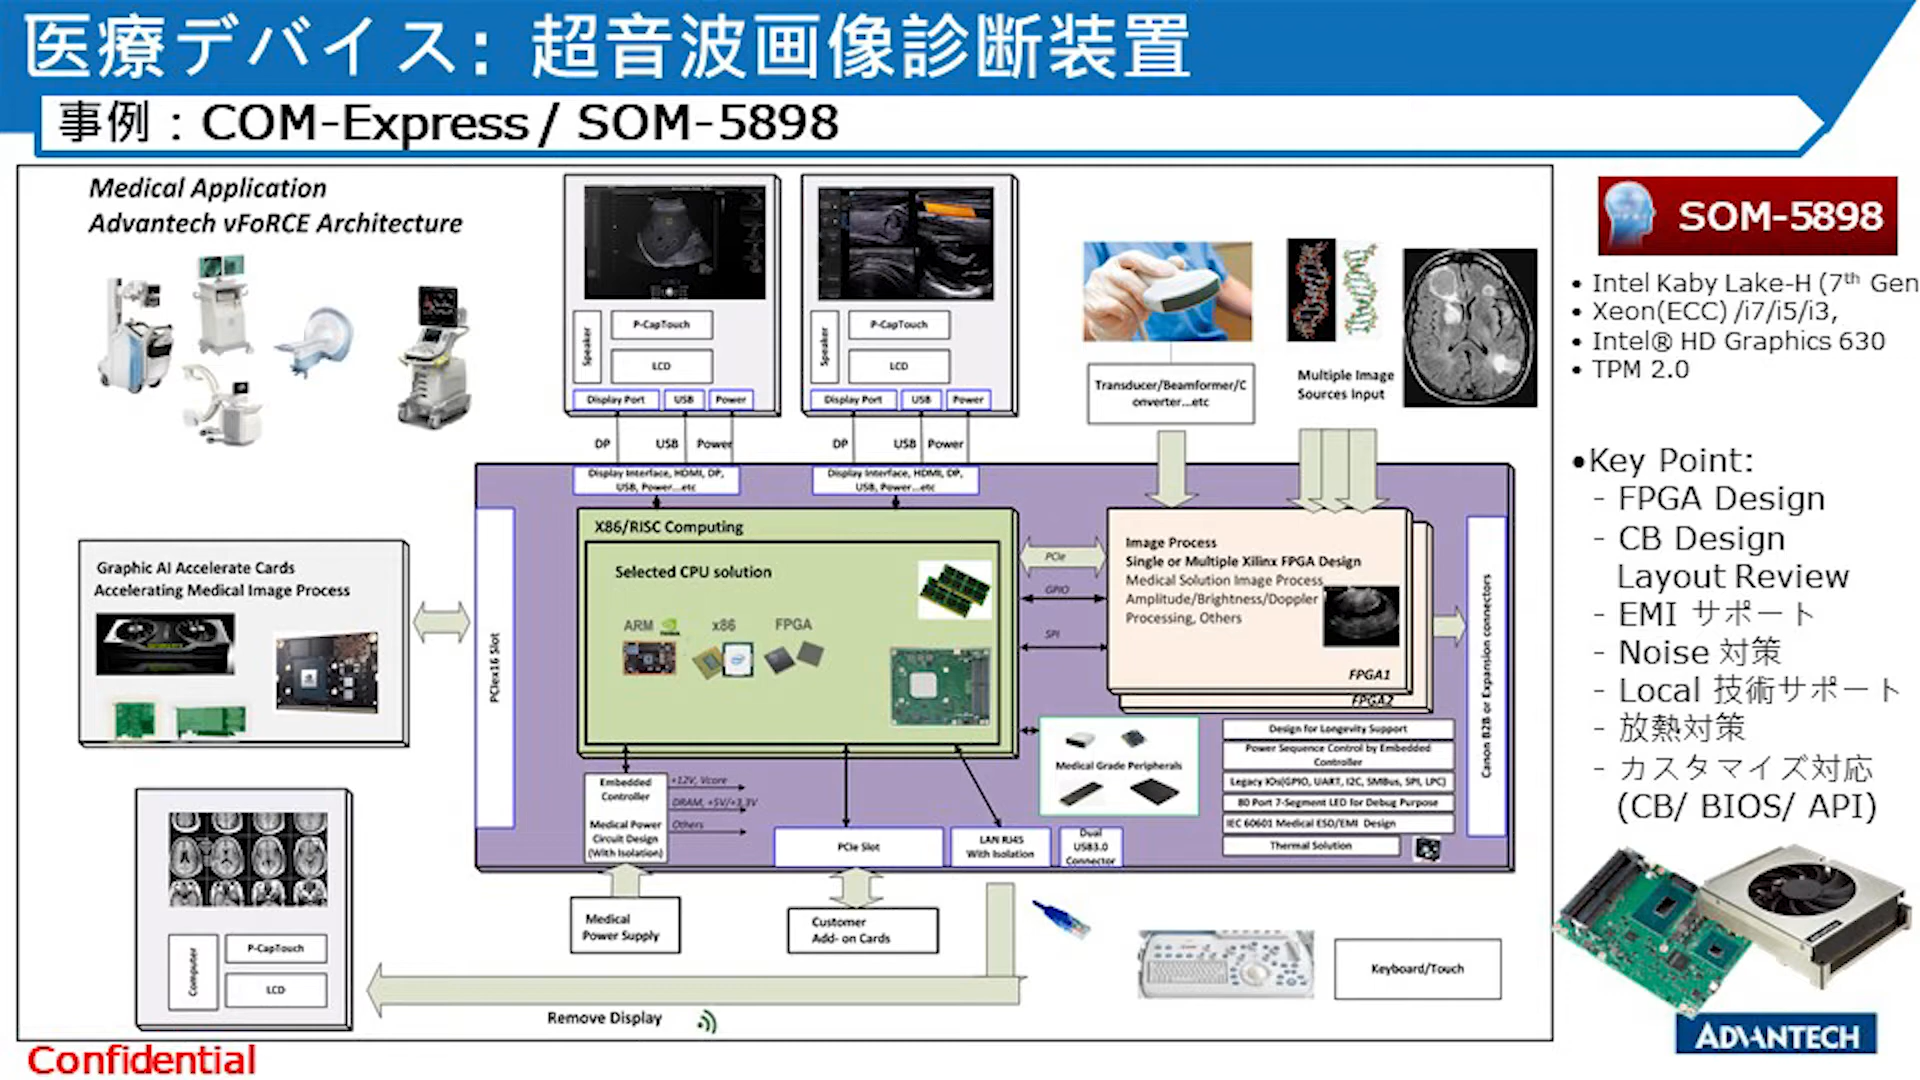 医療デバイス: 超音波画像診断装置
事例：COM-Express / SOM-5898
Medical Application
Advantech vFoRCE Architecture
Speaker
P-CapTouch
LCD
Display Port
USB
Power
Speaker
P-CapTouch
LCD
Display Port
USB
Power
DP
USB
Power
DP
USB
Power
Transducer/Beamformer/C
onverter...etc
Multiple Image
Sources Input
Display Interface, HDMI, DP,
USB, Power...etc
Display Interface, HDMI, DP,
USB, Power...etc
Graphic AI Accelerate Cards
Accelerating Medical Image Process
PCIex16 Slot
X86/RISC Computing
Selected CPU solution
ARM
x86
FPGA
PCIe
GPIO
SPI
Image Process
Single or Multiple Xilinx FPGA Design
Medical Solution Image Process
Amplitude/Brightness/Doppler
Processing, Others
FPGA1
FPGA2
Canon B2B or Expansion connectors
Medical Grade Peripherals
Design for Longevity Support
Power Sequence Control by Embedded
Controller
Legacy IOs(GPIO, UART, I2C, SMBus, SPI, LPC)
80 Port 7-Segment LED for Debug Purpose
IEC 60601 Medical ESD/EMI Design
Thermal Solution
Embedded
Controller
Medical Power
Circuit Design
(With Isolation)
+12V, Vcore
DRAM, +5V/+3.3V
Others
PCIe Slot
LAN RJ45
With Isolation
Dual
USB3.0
Connector
Medical
Power Supply
Customer
Add- on Cards
Computer
P-CapTouch
LCD
Remove Display
Keyboard/Touch
SOM-5898
• Intel Kaby Lake-H (7th Gen
• Xeon(ECC) /i7/i5/i3,
• Intel® HD Graphics 630
• TPM 2.0
•Key Point:
- FPGA Design
- CB Design
Layout Review
- EMI サポート
- Noise 対策
- Local 技術サポート
- 放熱対策
- カスタマイズ対応
(CB/ BIOS/ API)
ADVANTECH
Confidential